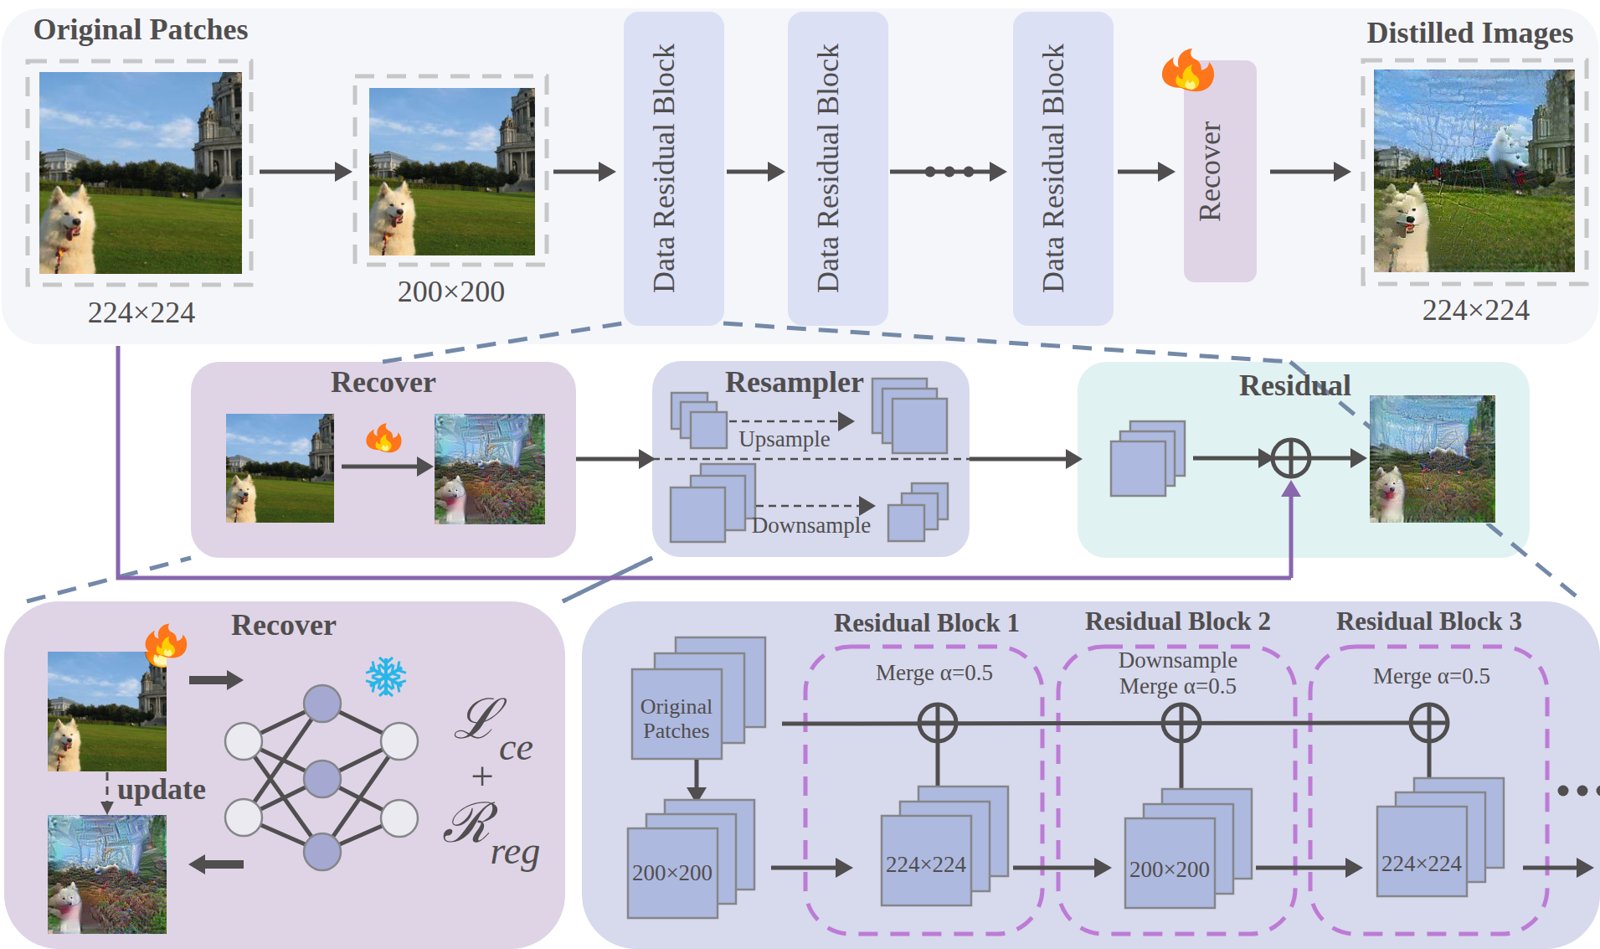 Original Patches
Distilled Images
224×224
200×200
Data Residual Block
Data Residual Block
Data Residual Block
Recover
224×224
Recover
Resampler
Upsample
Downsample
Residual
Recover
update
ℒce
+
ℛreg
Residual Block 1
Residual Block 2
Residual Block 3
Merge α=0.5
Downsample
Merge α=0.5
Merge α=0.5
Original
Patches
200×200
224×224
200×200
224×224